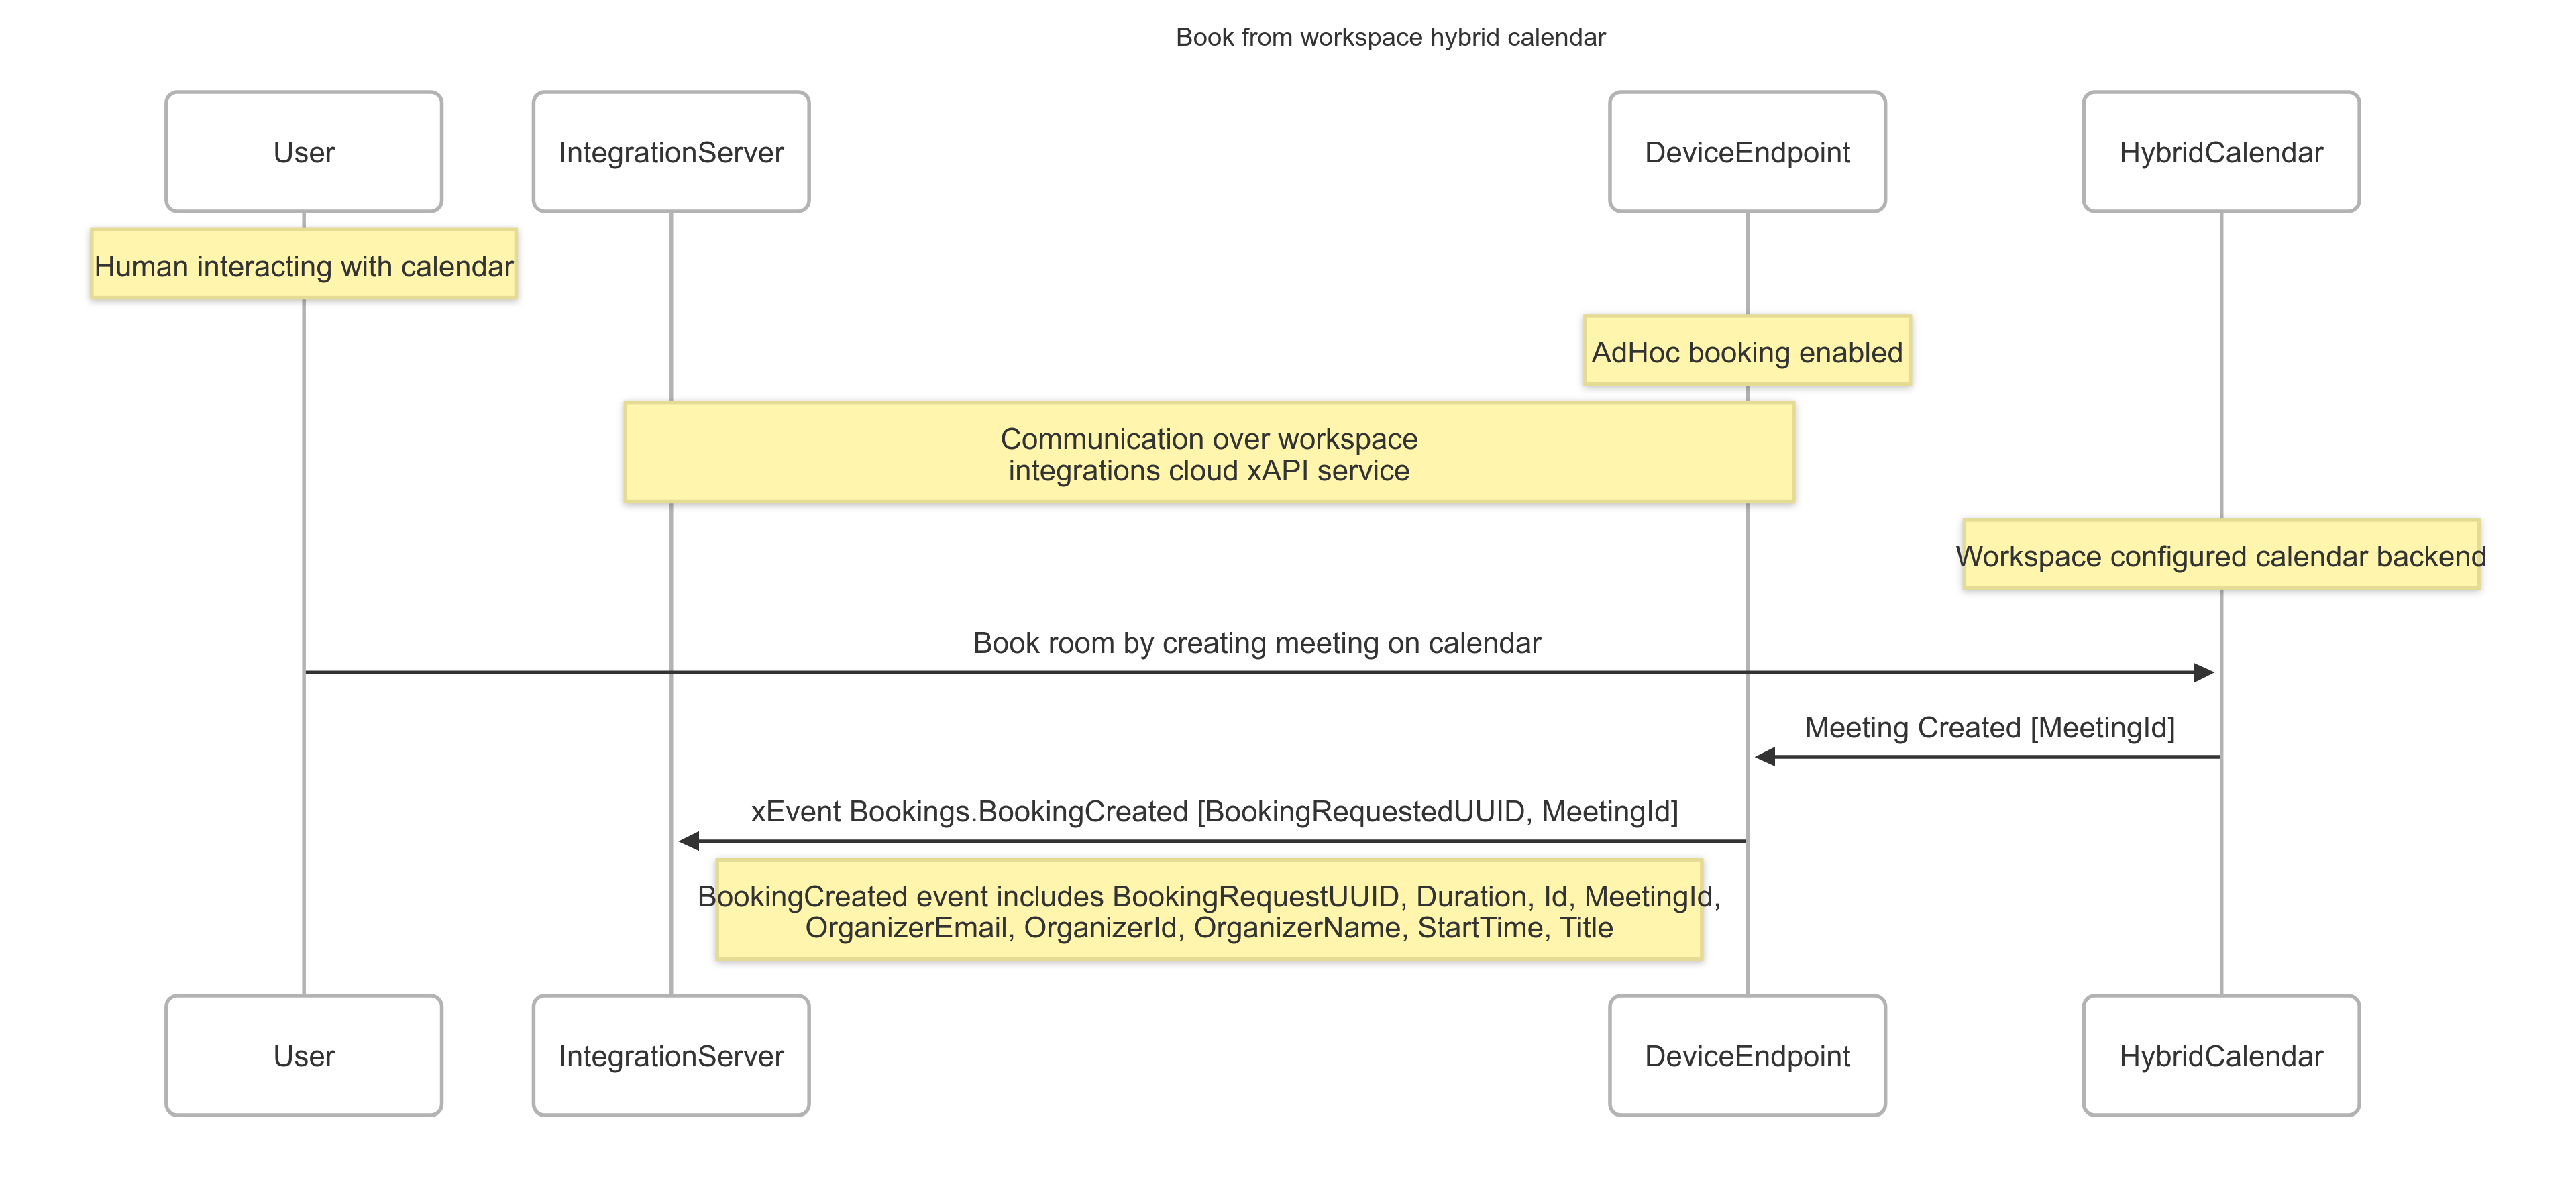 Book from workspace hybrid calendar
User
IntegrationServer
DeviceEndpoint
HybridCalendar
Human interacting with calendar
AdHoc booking enabled
Communication over workspace
integrations cloud xAPI service
Workspace configured calendar backend
Book room by creating meeting on calendar
Meeting Created [MeetingId]
xEvent Bookings.BookingCreated [BookingRequestedUUID, MeetingId]
BookingCreated event includes BookingRequestUUID, Duration, Id, MeetingId,
OrganizerEmail, OrganizerId, OrganizerName, StartTime, Title
User
IntegrationServer
DeviceEndpoint
HybridCalendar